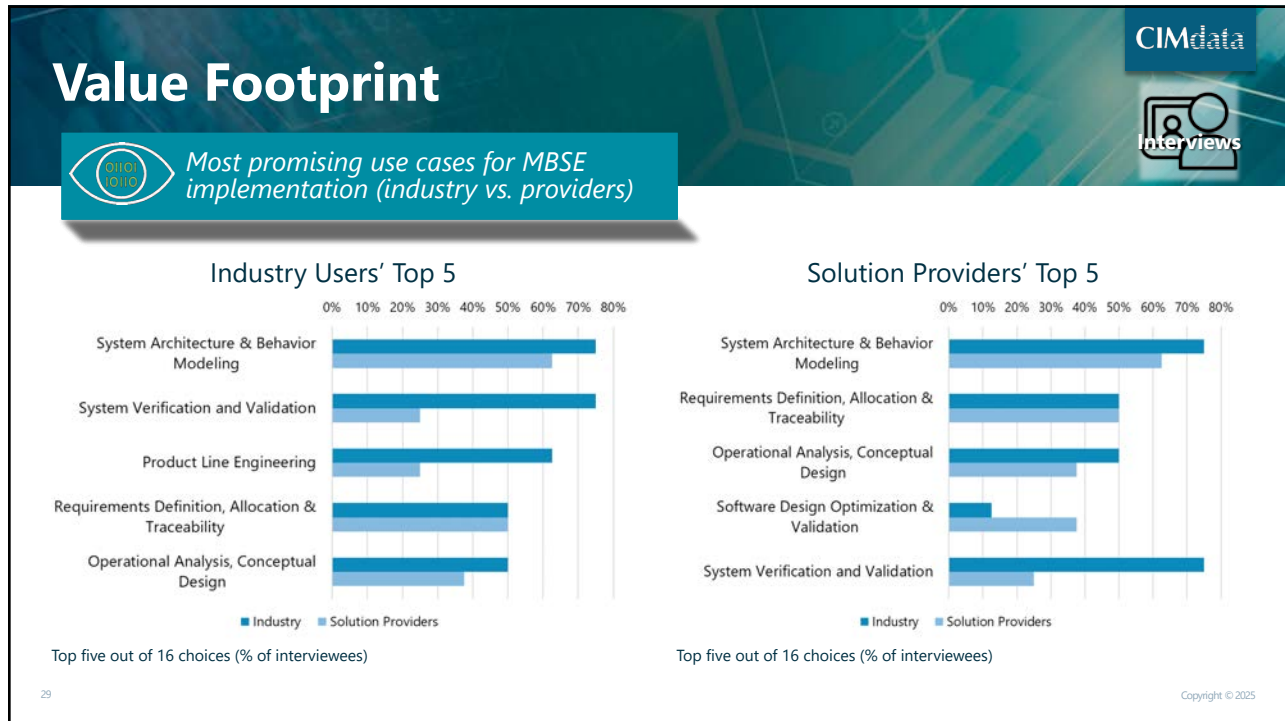 CIMdata
Value Footprint
Interviews
01101
10110
Most promising use cases for MBSE
implementation (industry vs. providers)
Industry Users’ Top 5
0% 10% 20% 30% 40% 50% 60% 70% 80%
System Architecture & Behavior
Modeling
System Verification and Validation
Product Line Engineering
Requirements Definition, Allocation &
Traceability
Operational Analysis, Conceptual
Design
Industry Solution Providers
Top five out of 16 choices (% of interviewees)
Solution Providers’ Top 5
0% 10% 20% 30% 40% 50% 60% 70% 80%
System Architecture & Behavior
Modeling
Requirements Definition, Allocation &
Traceability
Operational Analysis, Conceptual
Design
Software Design Optimization &
Validation
System Verification and Validation
Industry Solution Providers
Top five out of 16 choices (% of interviewees)
29
Copyright © 2025